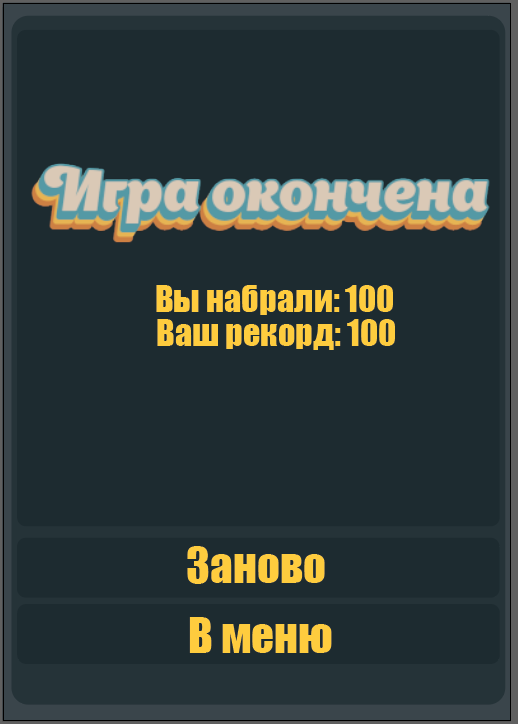 Игра окончена
Вы набрали: 100
Ваш рекорд: 100
Заново
В меню